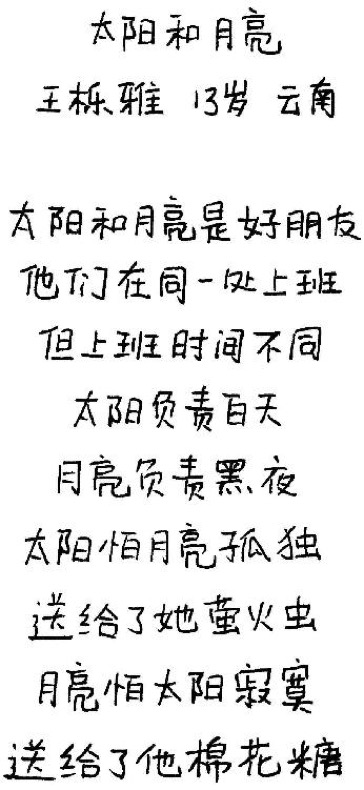 太阳和月亮
王栎雅 13岁 云南
太阳和月亮是好朋友
他们在同一处上班
但上班时间不同
太阳负责白天
月亮负责黑夜
太阳怕月亮孤独
送给了她萤火虫
月亮怕太阳寂寞
送给了他棉花糖